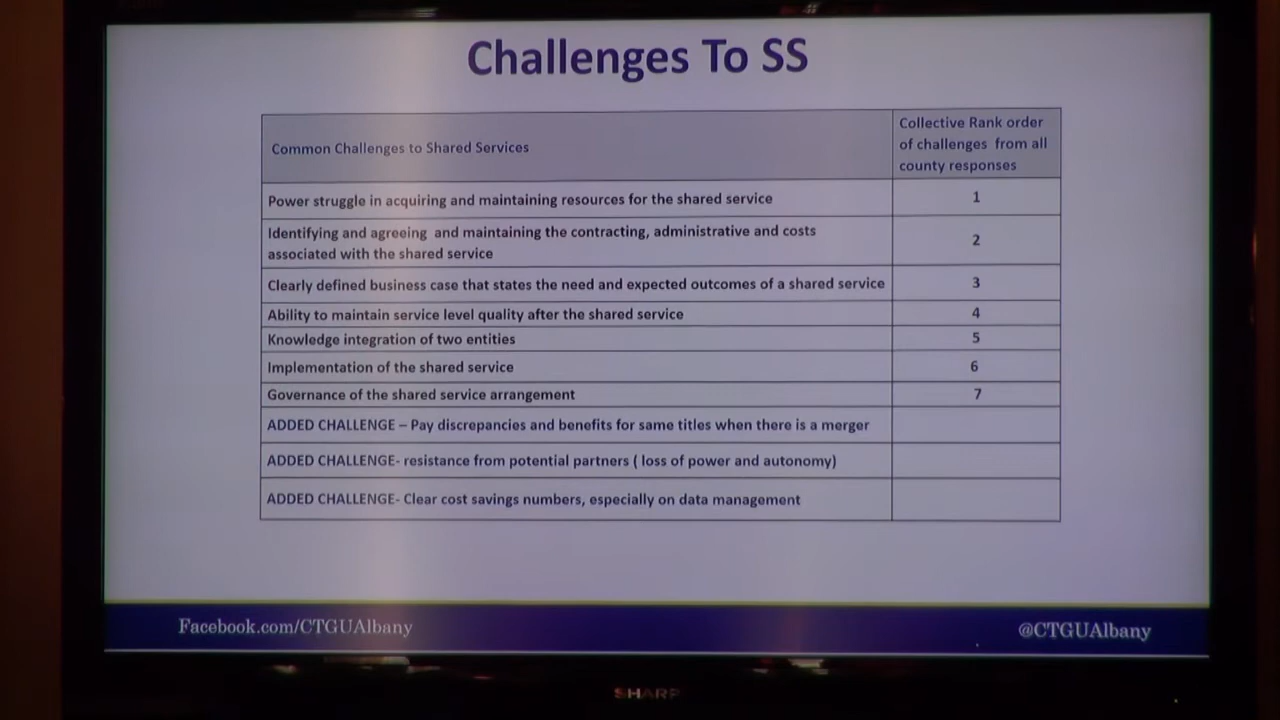 Challenges To SS
Common Challenges to Shared Services
Collective Rank order
of challenges from all
county responses
Power struggle in acquiring and maintaining resources for the shared service
1
Identifying and agreeing and maintaining the contracting, administrative and costs
associated with the shared service
2
Clearly defined business case that states the need and expected outcomes of a shared service
3
Ability to maintain service level quality after the shared service
4
Knowledge integration of two entities
5
Implementation of the shared service
6
Governance of the shared service arrangement
7
ADDED CHALLENGE – Pay discrepancies and benefits for same titles when there is a merger
ADDED CHALLENGE- resistance from potential partners ( loss of power and autonomy)
ADDED CHALLENGE- Clear cost savings numbers, especially on data management
Facebook.com/CTGUAlbany
@CTGUAlbany
SHARP